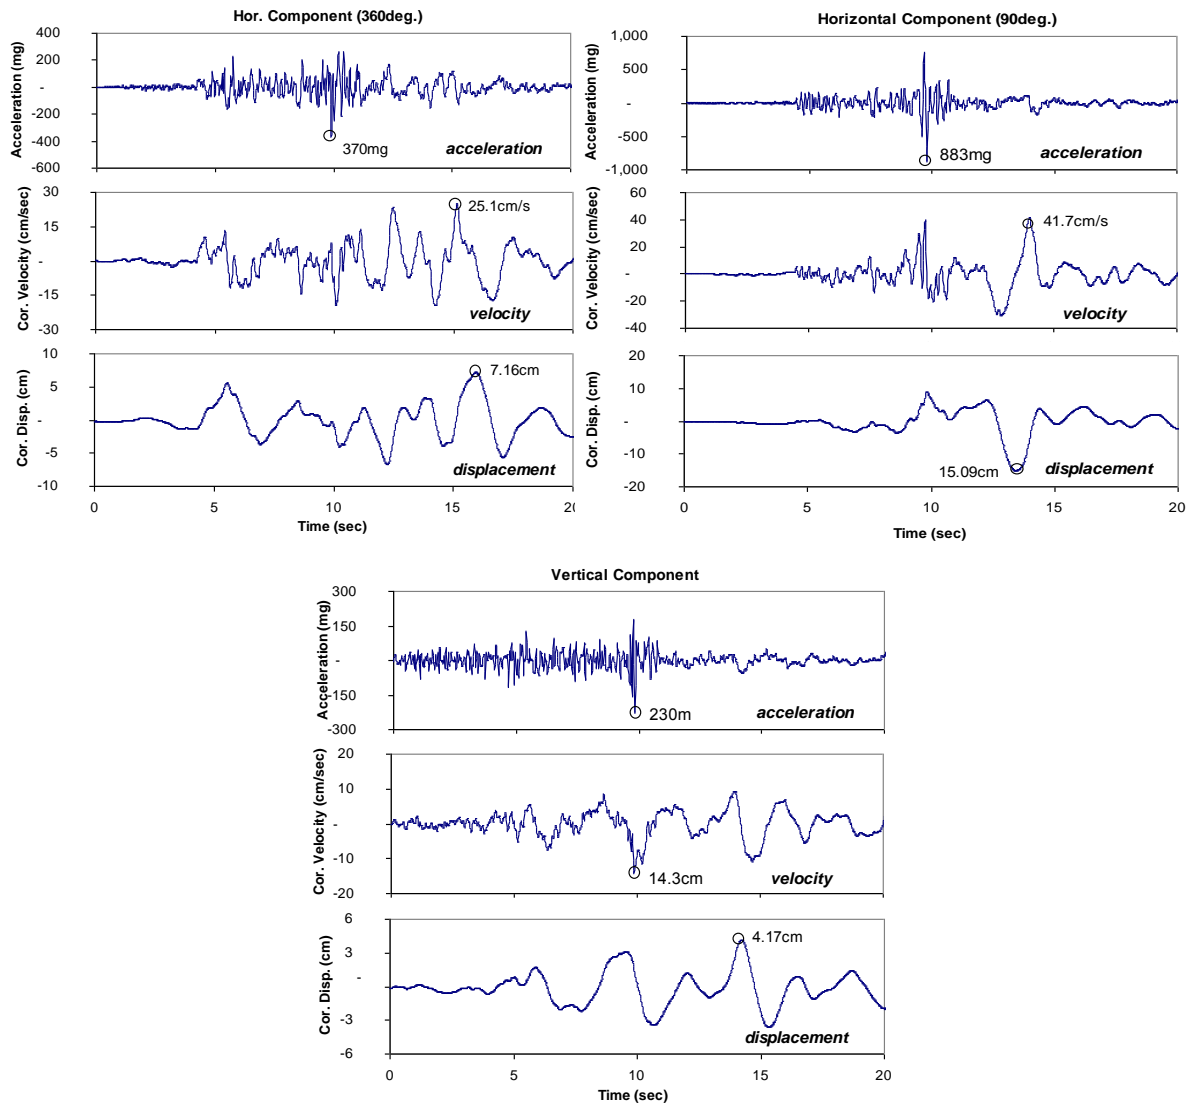 Hor. Component (360deg.)
Acceleration (mg)
400
200
-
-200
-400
-600
370mg
acceleration
Cor. Velocity (cm/sec)
30
15
-
-15
-30
25.1cm/s
velocity
Cor. Disp. (cm)
10
5
-
-5
-10
7.16cm
displacement
0 5 10 15 20
Time (sec)
Horizontal Component (90deg.)
Acceleration (mg)
1,000
500
-
-500
-1,000
883mg
acceleration
Cor. Velocity (cm/sec)
60
40
20
-
-20
-40
41.7cm/s
velocity
Cor. Disp. (cm)
20
10
-
-10
-20
15.09cm
displacement
0 5 10 15 20
Time (sec)
Vertical Component
Acceleration (mg)
300
150
-
-150
-300
230m
acceleration
Cor. Velocity (cm/sec)
20
10
-
-10
-20
14.3cm
velocity
Cor. Disp. (cm)
6
3
-
-3
-6
4.17cm
displacement
0 5 10 15 20
Time (sec)